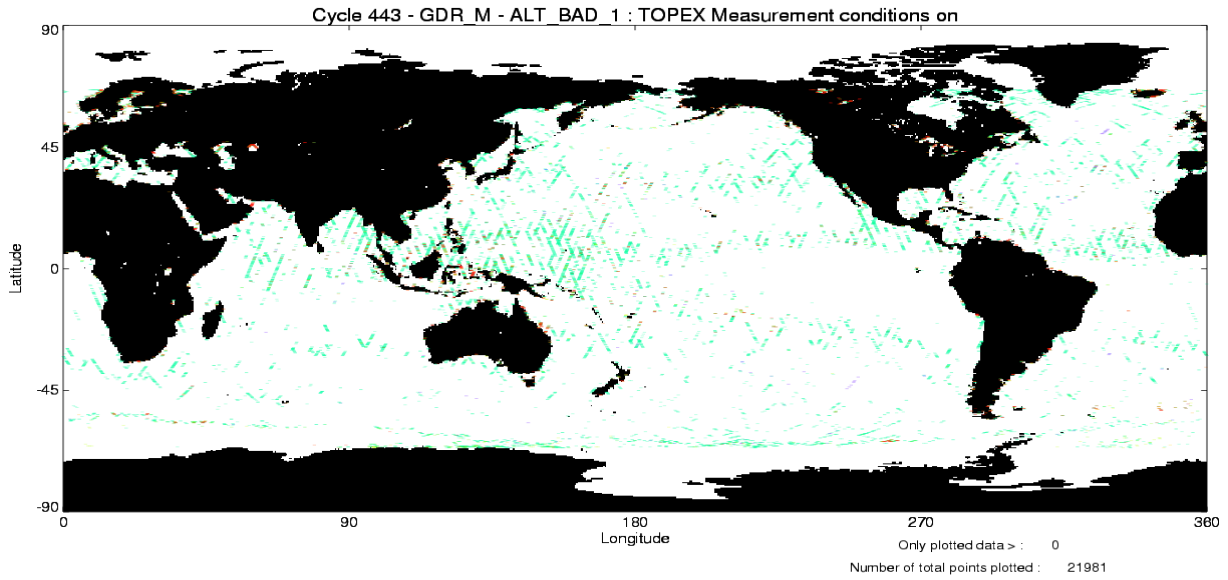 Cycle 443 - GDR_M - ALT_BAD_1 : TOPEX Measurement conditions on
90
45
0
-45
-90
Latitude
0 90 180 270 360
Longitude
Only plotted data > : 0
Number of total points plotted : 21981